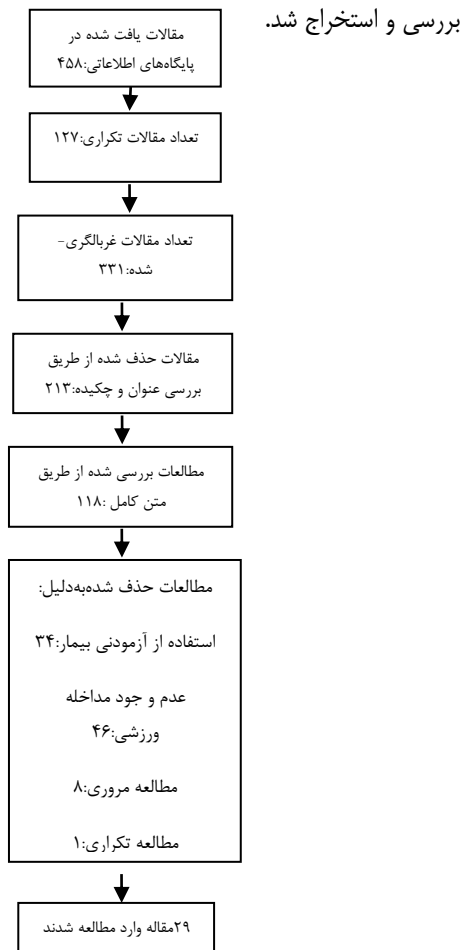 بررسی و استخراج شد.
مقالات یافت شده در
پایگاه‌های اطلاعاتی:۴۵۸
تعداد مقالات تکراری:۱۲۷
تعداد مقالات غربالگری-
شده:۳۳۱
مقالات حذف شده از طریق
بررسی عنوان و چکیده:۲۱۳
مطالعات بررسی شده از طریق
متن کامل :۱۱۸
مطالعات حذف شده‌به‌دلیل:
استفاده از آزمودنی بیمار:۳۴
عدم و جود مداخله
ورزشی:۴۶
مطالعه مروری:۸
مطالعه تکراری:۱
۲۹مقاله وارد مطالعه شدند